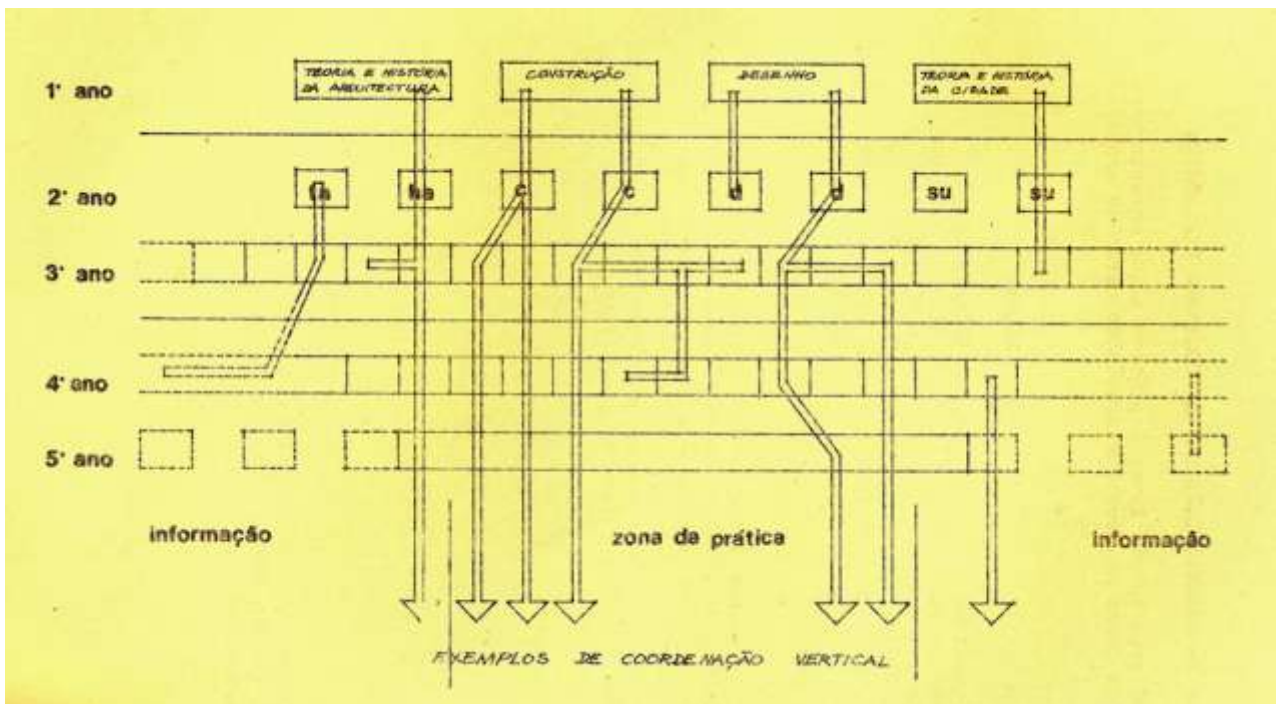 1º ano
TEORIA E HISTÓRIA
DA ARQUITECTURA
CONSTRUÇÃO
DESENHO
TEORIA E HISTÓRIA
DA CIDADE
2º ano
ha
c
c
d
d
su
su
3º ano
4º ano
5º ano
informação
zona da prática
informação
EXEMPLOS DE COORDENAÇÃO VERTICAL